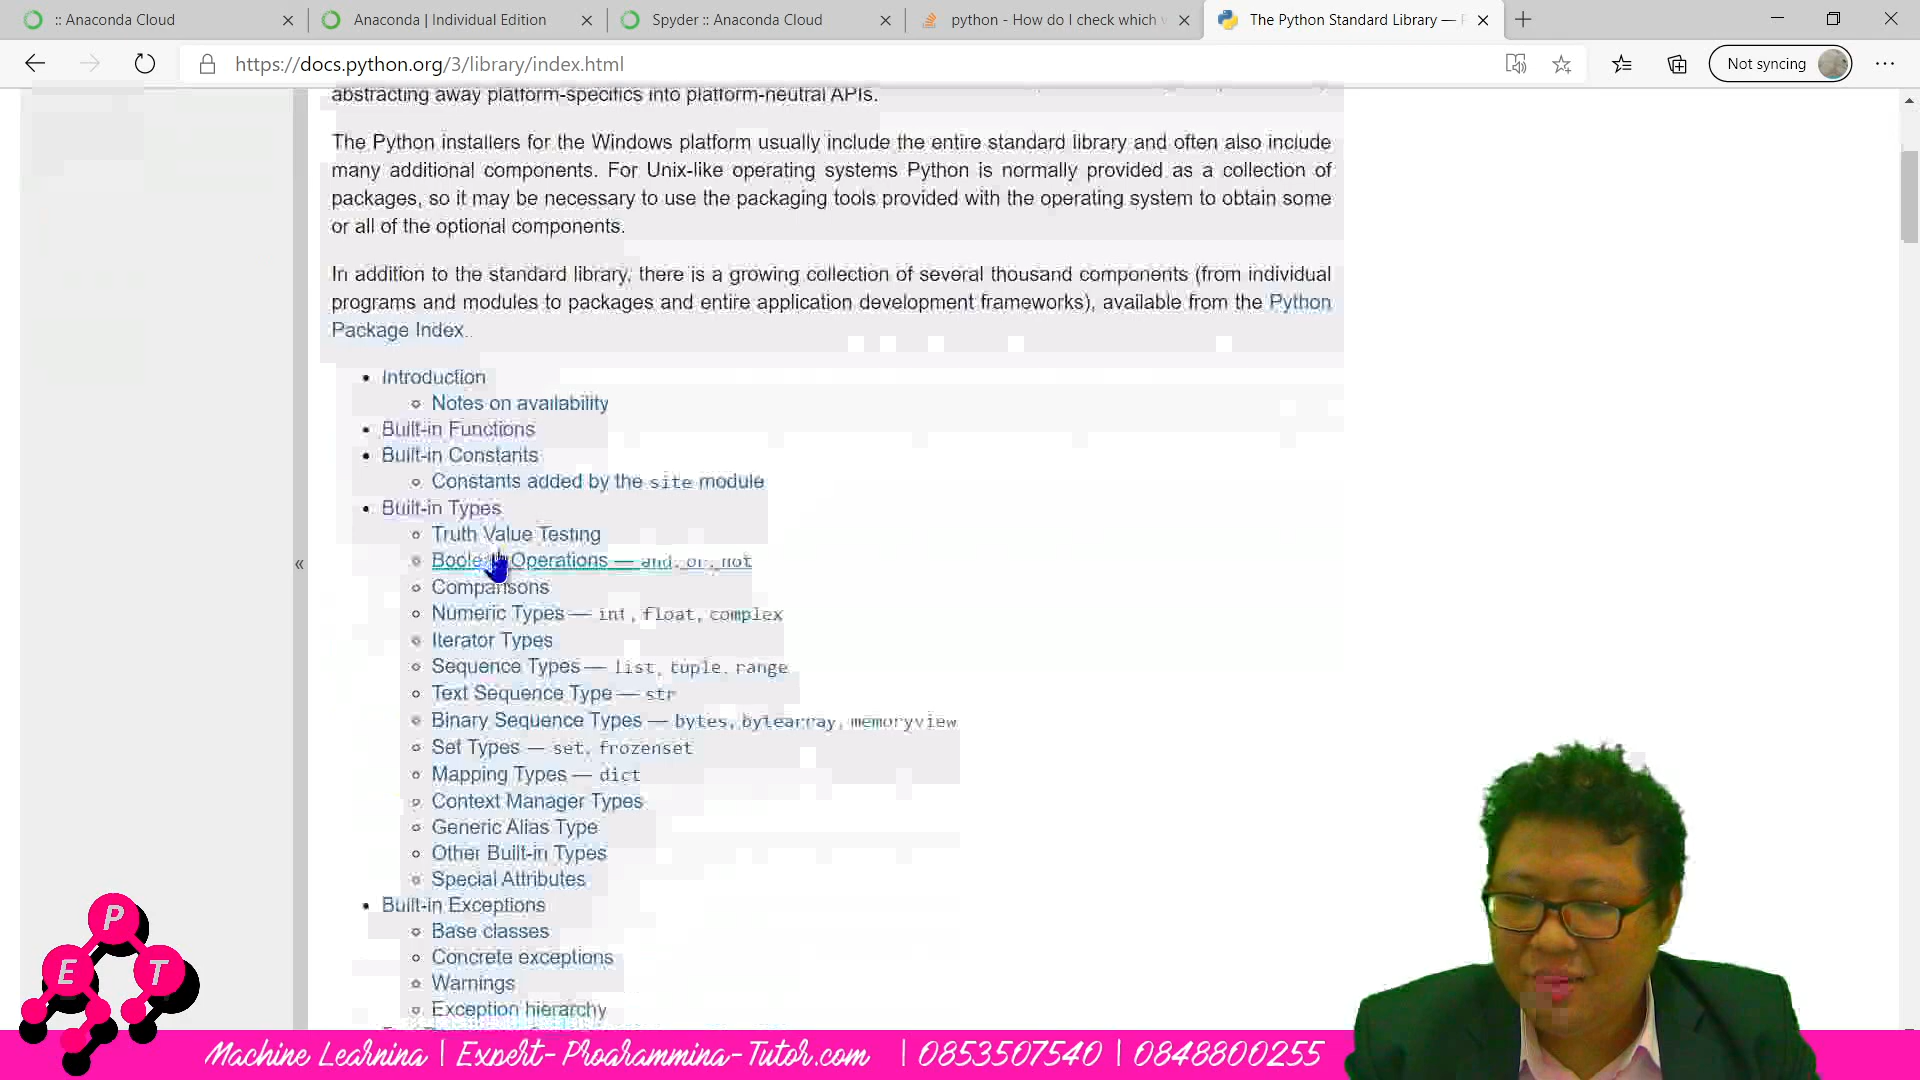 :: Anaconda Cloud
Anaconda | Individual Edition
Spyder :: Anaconda Cloud
python - How do I check which v
The Python Standard Library —
https://docs.python.org/3/library/index.html
Not syncing
abstracting away platform-specifics into platform-neutral APIs.
The Python installers for the Windows platform usually include the entire standard library and often also include
many additional components. For Unix-like operating systems Python is normally provided as a collection of
packages, so it may be necessary to use the packaging tools provided with the operating system to obtain some
or all of the optional components.
In addition to the standard library, there is a growing collection of several thousand components (from individual
programs and modules to packages and entire application development frameworks), available from the Python
Package Index.
• Introduction
◦ Notes on availability
• Built-in Functions
• Built-in Constants
◦ Constants added by the site module
• Built-in Types
◦ Truth Value Testing
◦ Boolean Operations — and, or, not
◦ Comparisons
◦ Numeric Types — int, float, complex
◦ Iterator Types
◦ Sequence Types — list, tuple, range
◦ Text Sequence Type — str
◦ Binary Sequence Types — bytes, bytearray, memoryview
◦ Set Types — set, frozenset
◦ Mapping Types — dict
◦ Context Manager Types
◦ Generic Alias Type
◦ Other Built-in Types
◦ Special Attributes
• Built-in Exceptions
◦ Base classes
◦ Concrete exceptions
◦ Warnings
◦ Exception hierarchy
«
P
E T
Machine Learning | Expert-Programming-Tutor.com | 0853507540 | 0848800255